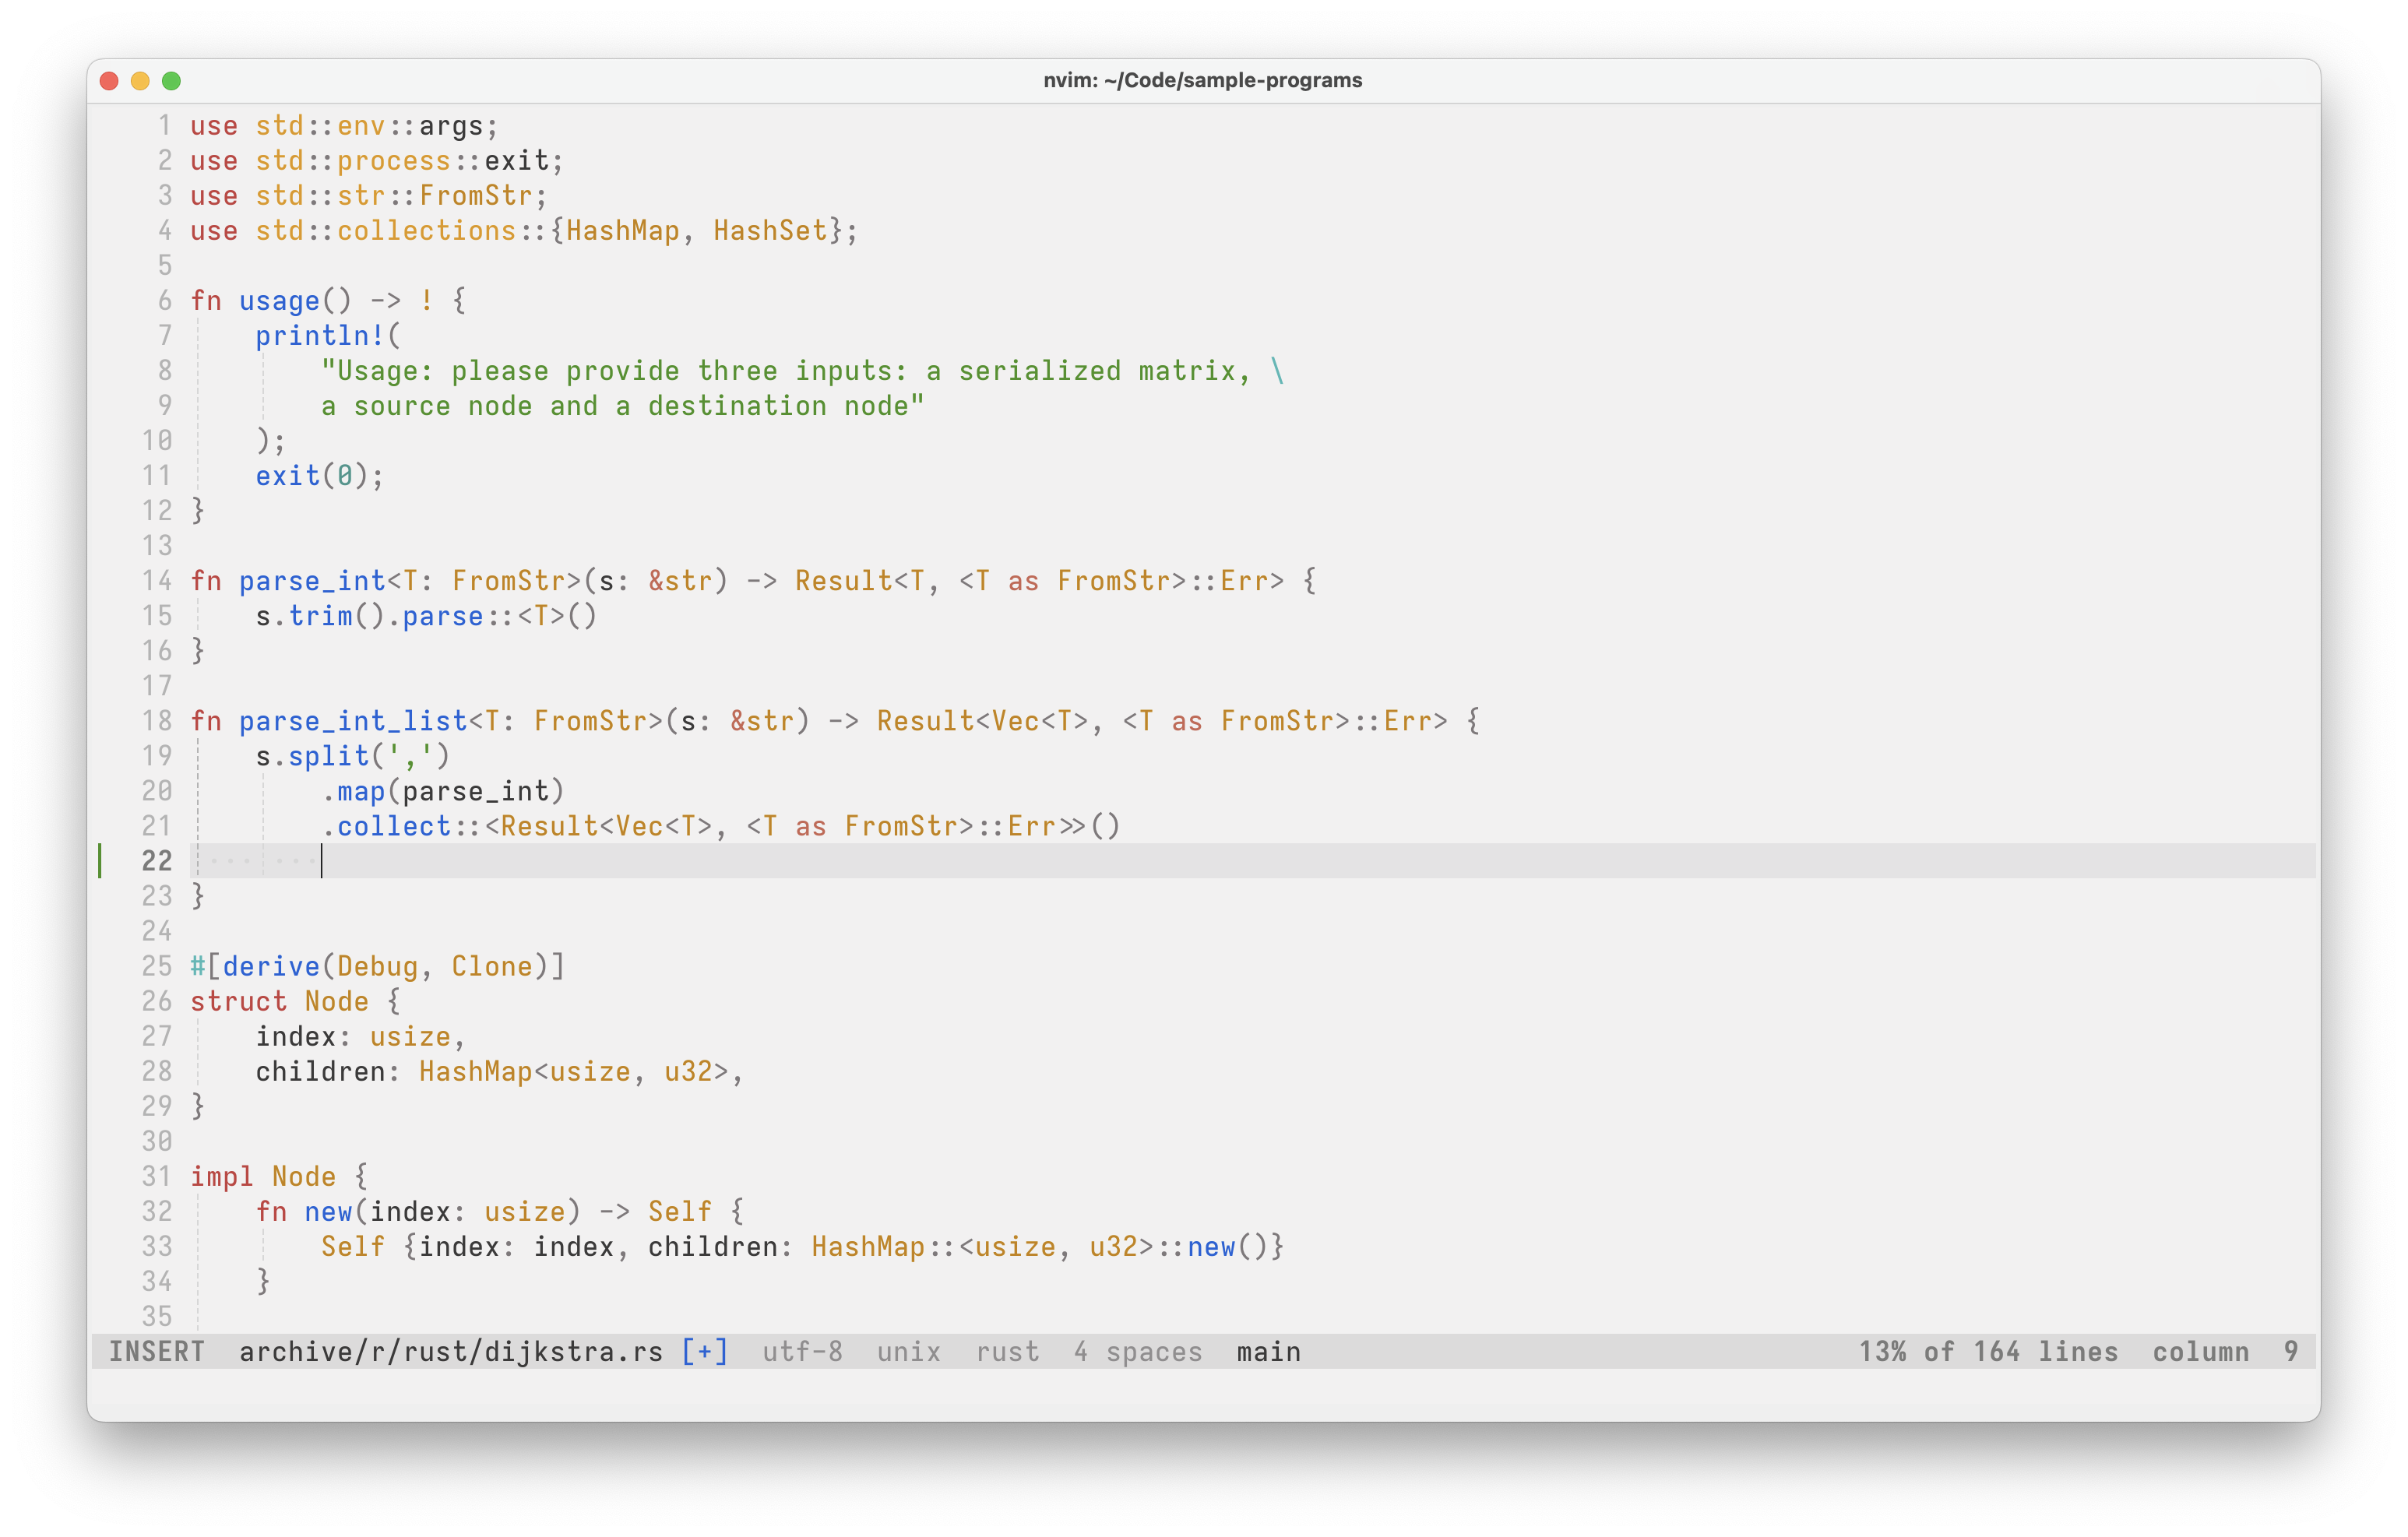 nvim: ~/Code/sample-programs
1 use std::env::args;
2 use std::process::exit;
3 use std::str::FromStr;
4 use std::collections::{HashMap, HashSet};
5
6 fn usage() -> ! {
7     println!(
8         "Usage: please provide three inputs: a serialized matrix, \
9         a source node and a destination node"
10     );
11     exit(0);
12 }
13
14 fn parse_int<T: FromStr>(s: &str) -> Result<T, <T as FromStr>::Err> {
15     s.trim().parse::<T>()
16 }
17
18 fn parse_int_list<T: FromStr>(s: &str) -> Result<Vec<T>, <T as FromStr>::Err> {
19     s.split(',')
20         .map(parse_int)
21         .collect::<Result<Vec<T>, <T as FromStr>::Err>>()
22
23 }
24
25 #[derive(Debug, Clone)]
26 struct Node {
27     index: usize,
28     children: HashMap<usize, u32>,
29 }
30
31 impl Node {
32     fn new(index: usize) -> Self {
33         Self {index: index, children: HashMap::<usize, u32>::new()}
34     }
35
INSERT archive/r/rust/dijkstra.rs [+] utf-8 unix rust 4 spaces main 13% of 164 lines column 9